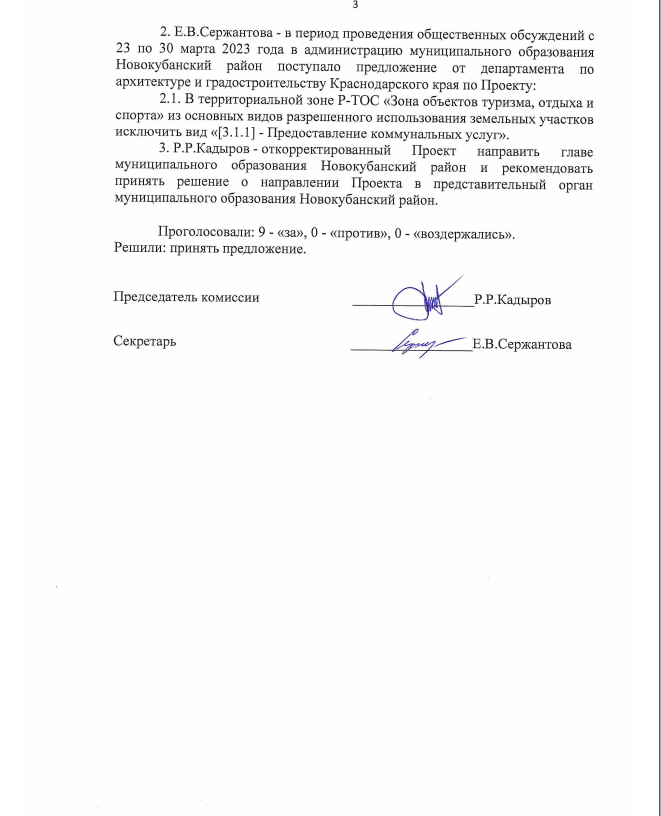 3
2. Е.В.Сержантова - в период проведения общественных обсуждений с
23 по 30 марта 2023 года в администрацию муниципального образования
Новокубанский район поступало предложение от департамента по
архитектуре и градостроительству Краснодарского края по Проекту:
2.1. В территориальной зоне Р-ТОС «Зона объектов туризма, отдыха и
спорта» из основных видов разрешенного использования земельных участков
исключить вид «[3.1.1] - Предоставление коммунальных услуг».
3. Р.Р.Кадыров - откорректированный Проект направить главе
муниципального образования Новокубанский район и рекомендовать
принять решение о направлении Проекта в представительный орган
муниципального образования Новокубанский район.
Проголосовали: 9 - «за», 0 - «против», 0 - «воздержались».
Решили: принять предложение.
Председатель комиссии Р.Р.Кадыров
Секретарь Е.В.Сержантова